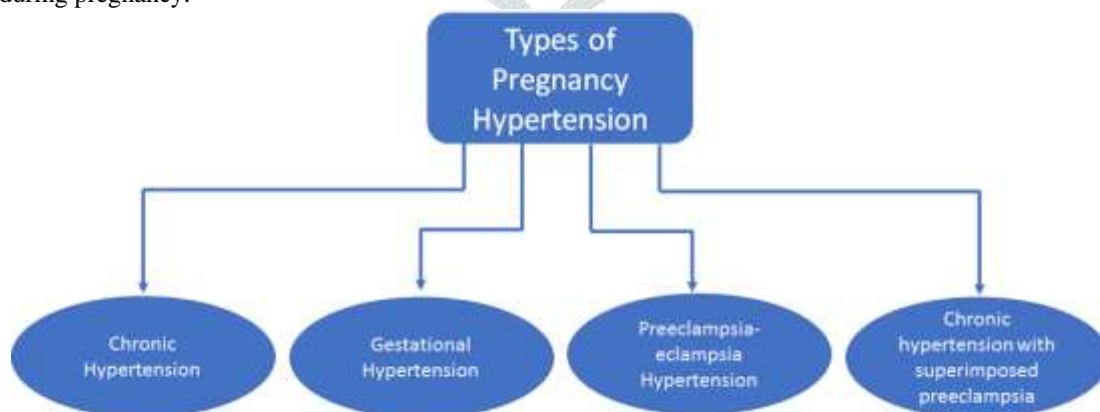 during pregnancy.
Types of
Pregnancy
Hypertension
Chronic
Hypertension
Gestational
Hypertension
Preeclampsia-
eclampsia
Hypertension
Chronic
hypertension with
superimposed
preeclampsia